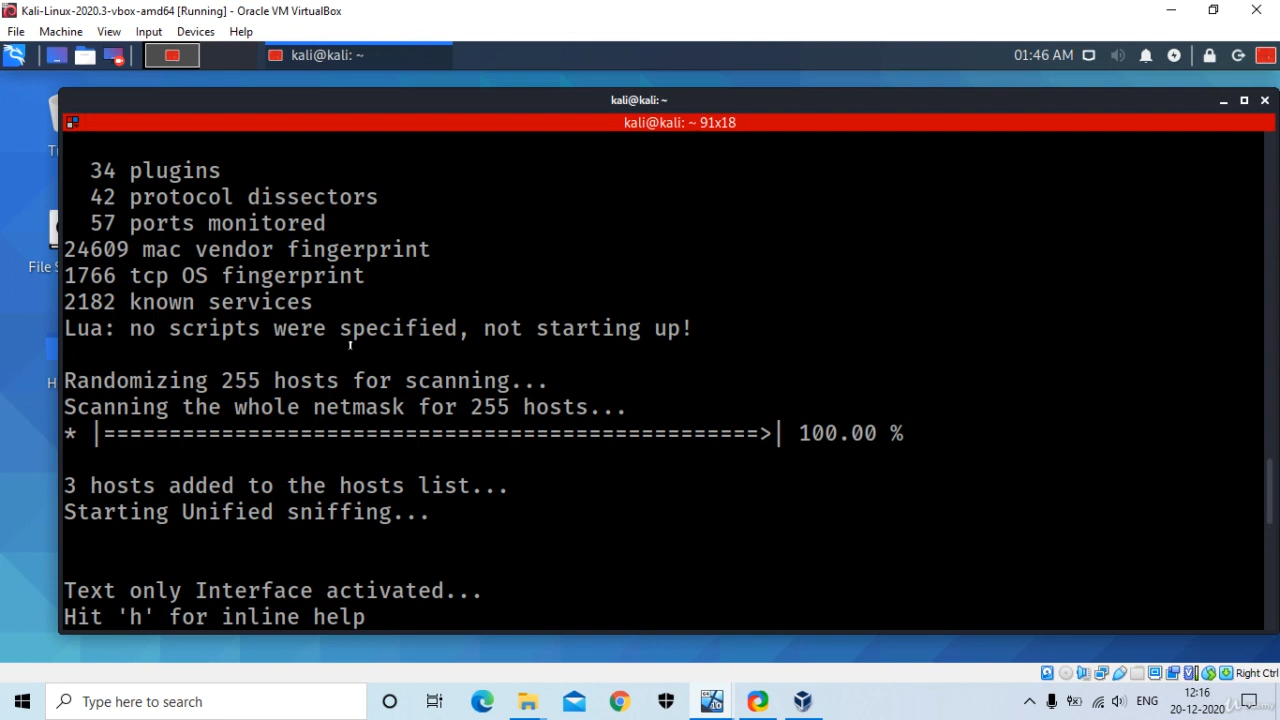 Kali-Linux-2020.3-vbox-amd64 [Running] - Oracle VM VirtualBox
File Machine View Input Devices Help
kali@kali: ~
01:46 AM
kali@kali: ~
kali@kali: ~ 91x18
34 plugins
42 protocol dissectors
57 ports monitored
24609 mac vendor fingerprint
1766 tcp OS fingerprint
2182 known services
Lua: no scripts were specified, not starting up!
Randomizing 255 hosts for scanning...
Scanning the whole netmask for 255 hosts...
* |==================================================>| 100.00 %
3 hosts added to the hosts list...
Starting Unified sniffing...
Text only Interface activated...
Hit 'h' for inline help
File
Right Ctrl
Type here to search
ENG
12:16
20-12-2020